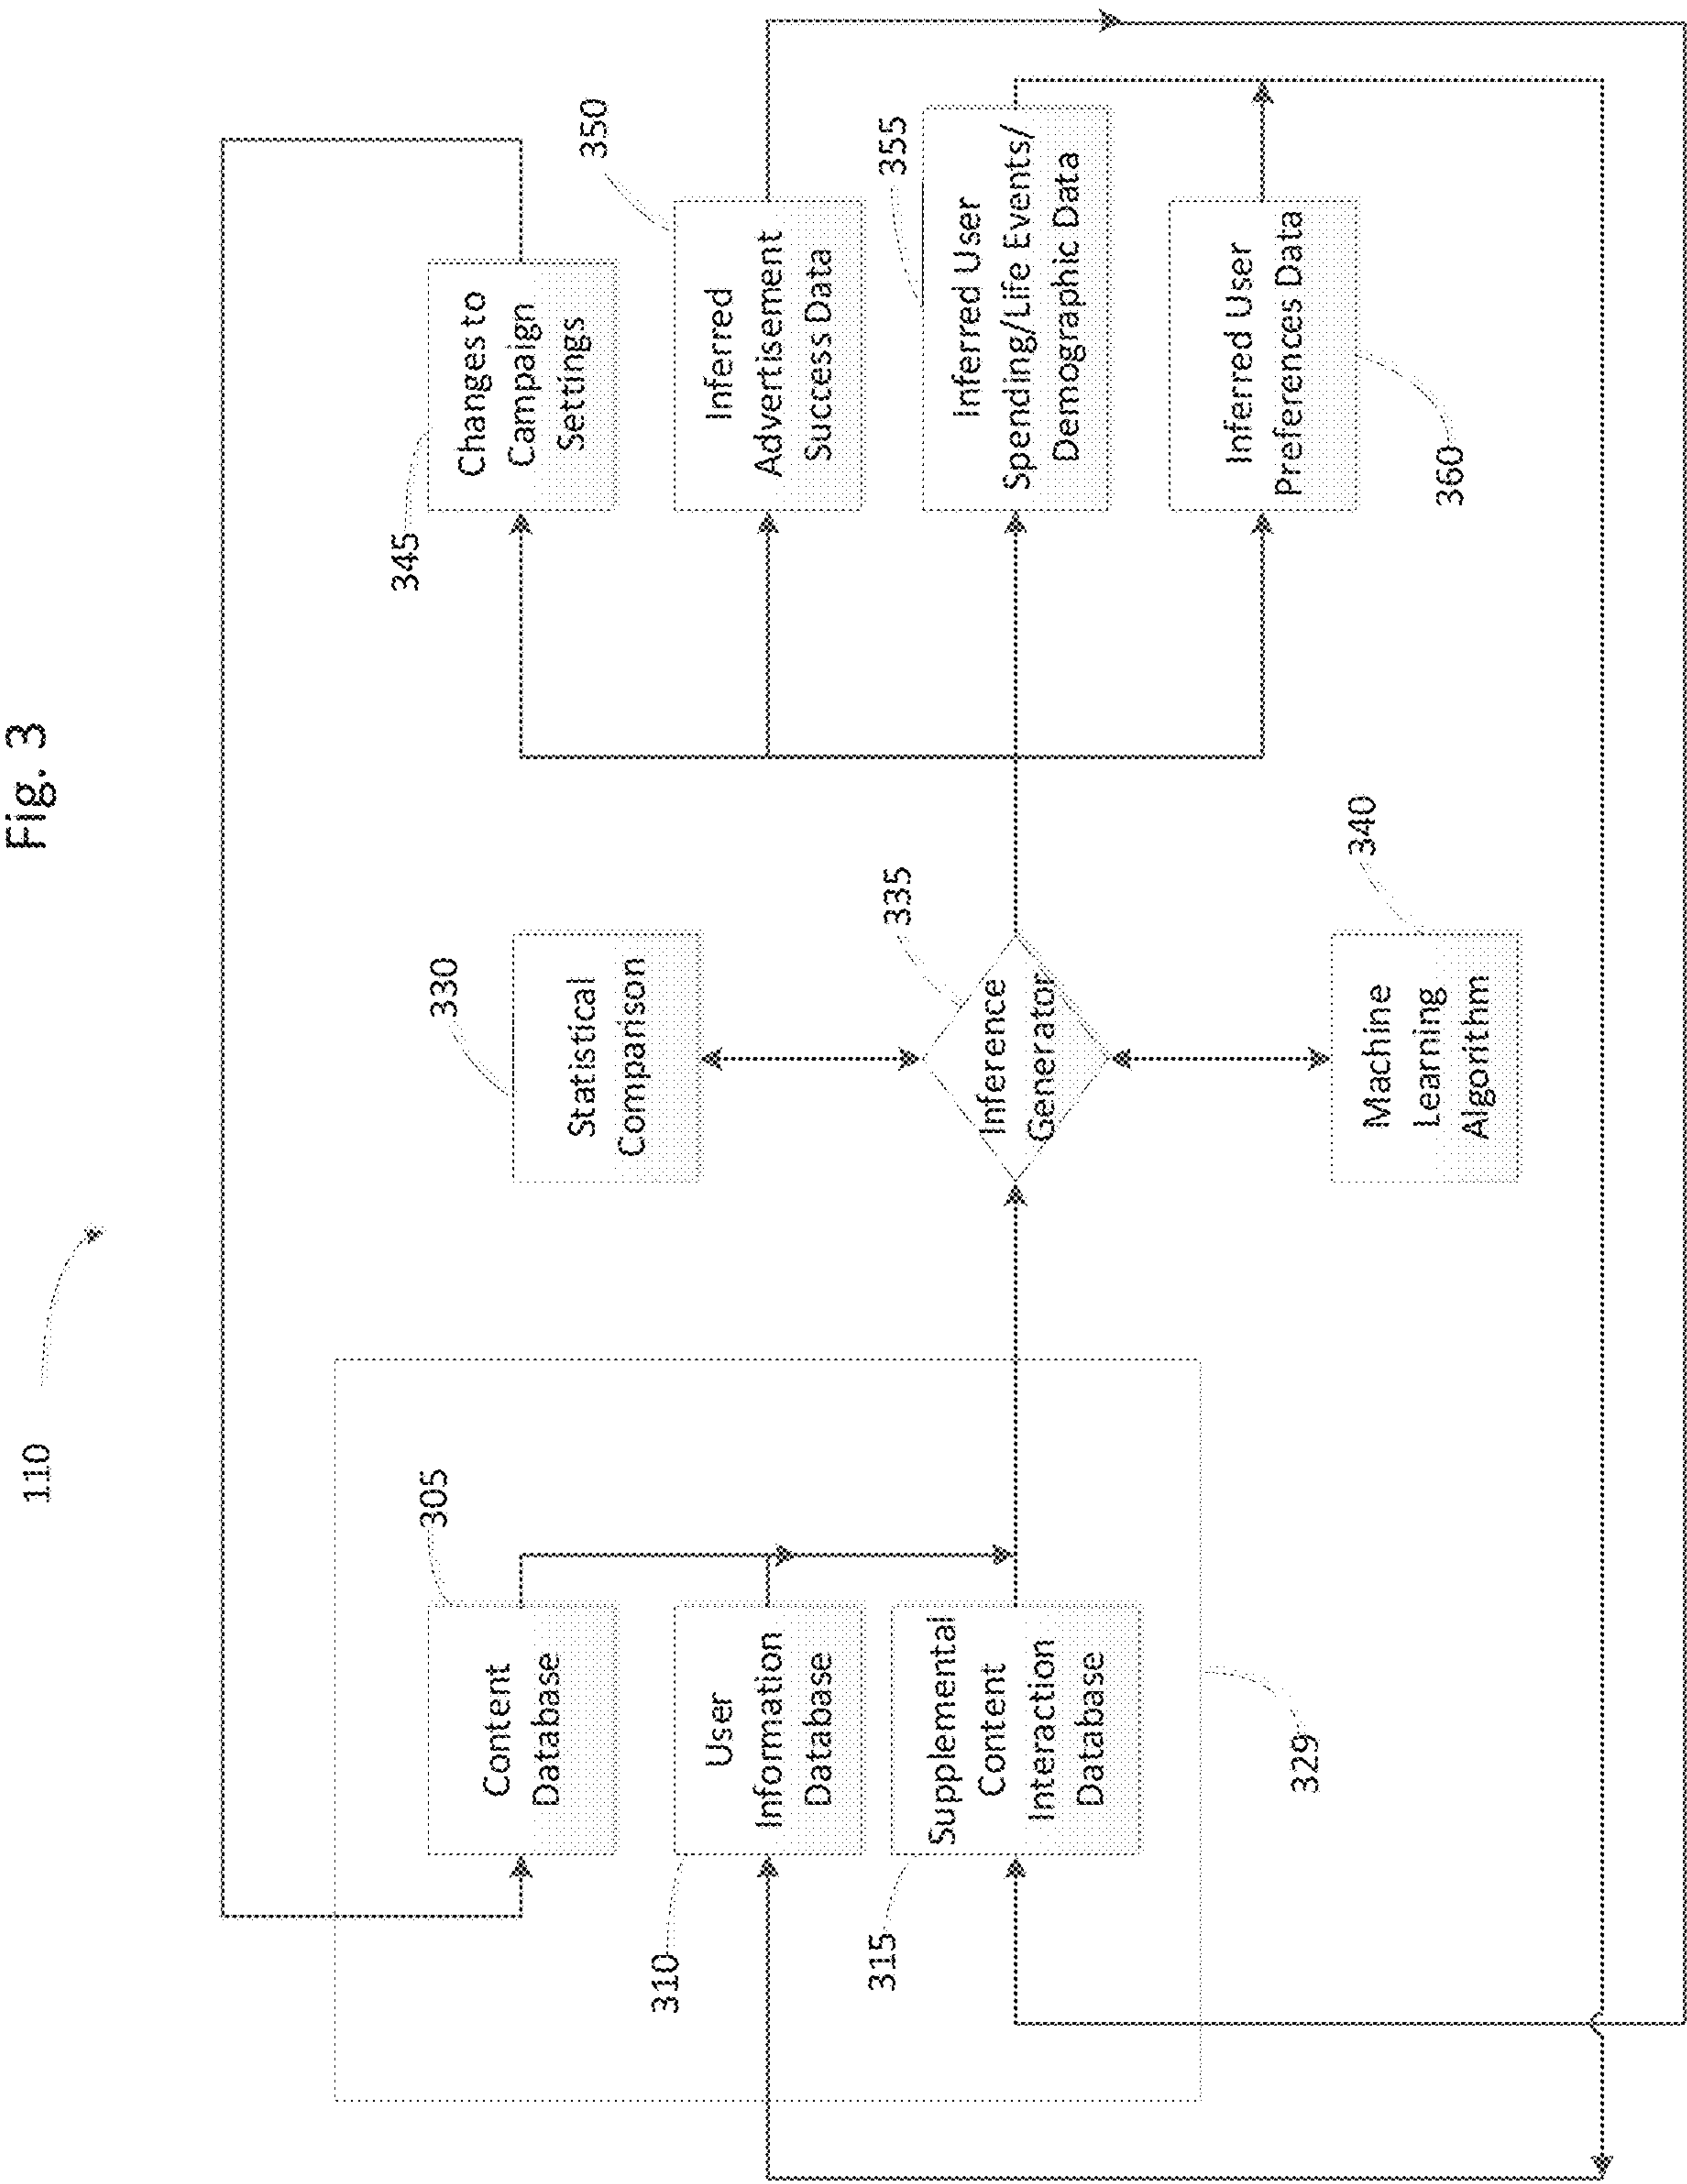 Fig. 3
110
305
Content
Database
310
User
Information
Database
315
Supplemental
Content
Interaction
Database
329
330
Statistical
Comparison
335
Inference
Generator
340
Machine
Learning
Algorithm
345
Changes to
Campaign
Settings
350
Inferred
Advertisement
Success Data
355
Inferred User
Spending/Life Events/
Demographic Data
360
Inferred User
Preferences Data